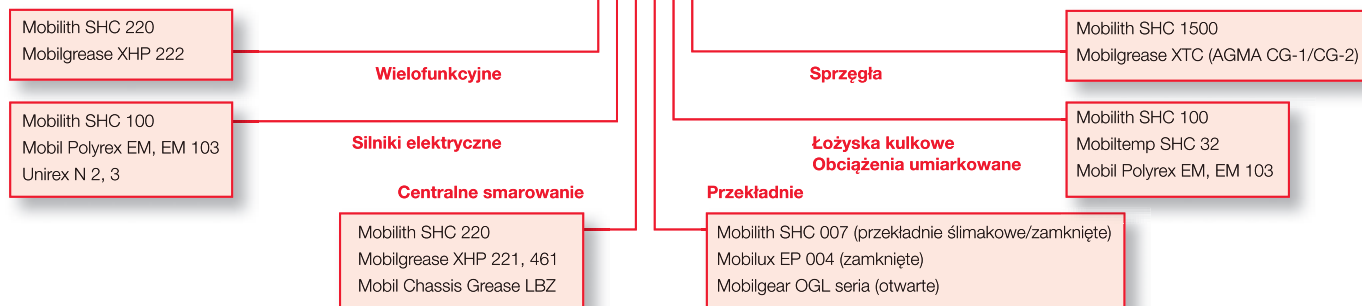 Mobilith SHC 220
Mobilgrease XHP 222
Wielofunkcyjne
Mobilith SHC 100
Mobil Polyrex EM, EM 103
Unirex N 2, 3
Silniki elektryczne
Centralne smarowanie
Mobilith SHC 220
Mobilgrease XHP 221, 461
Mobil Chassis Grease LBZ
Mobilith SHC 1500
Mobilgrease XTC (AGMA CG-1/CG-2)
Sprzęgła
Mobilith SHC 100
Mobiltemp SHC 32
Mobil Polyrex EM, EM 103
Łożyska kulkowe
Obciążenia umiarkowane
Przekładnie
Mobilith SHC 007 (przekładnie ślimakowe/zamknięte)
Mobilux EP 004 (zamknięte)
Mobilgear OGL seria (otwarte)